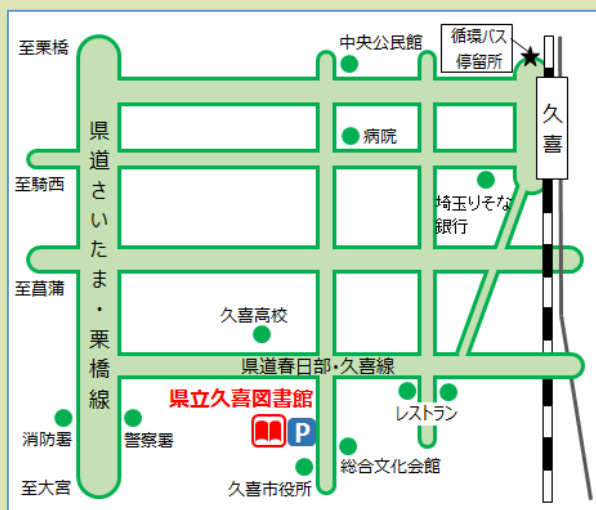 至栗橋
中央公民館
循環バス
停留所
久喜
病院
県道さいたま・栗橋線
至騎西
埼玉りそな
銀行
至菖蒲
久喜高校
県道春日部・久喜線
県立久喜図書館
P
レストラン
消防署
警察署
総合文化会館
至大宮
久喜市役所